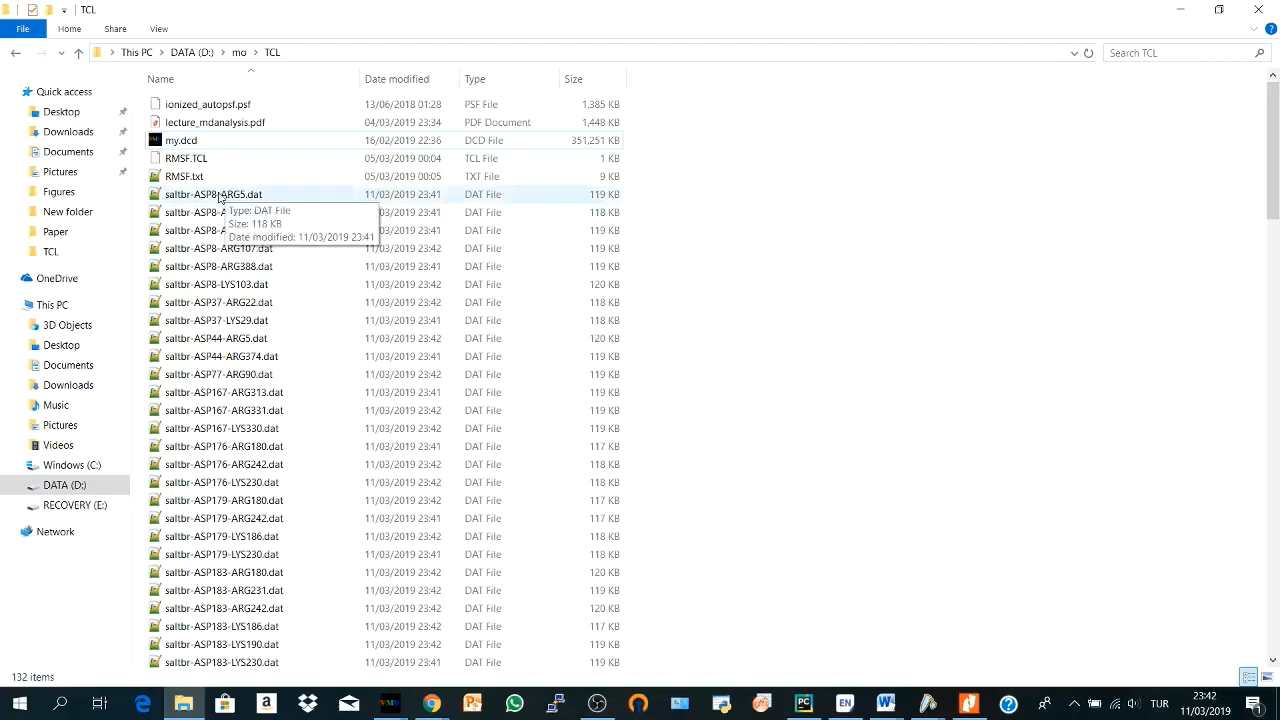 TCL
File Home Share View
This PC DATA (D:) mo TCL Search TCL
Name Date modified Type Size
Quick access
Desktop
Downloads
Documents
Pictures
Figures
New folder
Paper
TCL
OneDrive
This PC
3D Objects
Desktop
Documents
Downloads
Music
Pictures
Videos
Windows (C:)
DATA (D:)
RECOVERY (E:)
Network
ionized_autopsf.psf 13/06/2018 01:28 PSF File 1,385 KB
lecture_mdanalysis.pdf 04/03/2019 23:34 PDF Document 1,448 KB
my.dcd 16/02/2019 22:36 DCD File 351,251 KB
RMSF.TCL 05/03/2019 00:04 TCL File 1 KB
RMSF.txt 05/03/2019 00:05 TXT File 9 KB
saltbr-ASP8-ARG5.dat 11/03/2019 23:41 DAT File 119 KB
saltbr-ASP8-A 03/2019 23:41 DAT File 118 KB
saltbr-ASP8-A 03/2019 23:41 DAT File 119 KB
Type: DAT File
Size: 118 KB
Date modified: 11/03/2019 23:41
saltbr-ASP8-ARG107.dat 11/03/2019 23:42 DAT File 119 KB
saltbr-ASP8-ARG388.dat 11/03/2019 23:41 DAT File 119 KB
saltbr-ASP8-LYS103.dat 11/03/2019 23:42 DAT File 120 KB
saltbr-ASP37-ARG22.dat 11/03/2019 23:42 DAT File 118 KB
saltbr-ASP37-LYS29.dat 11/03/2019 23:41 DAT File 118 KB
saltbr-ASP44-ARG5.dat 11/03/2019 23:42 DAT File 120 KB
saltbr-ASP44-ARG374.dat 11/03/2019 23:41 DAT File 119 KB
saltbr-ASP77-ARG90.dat 11/03/2019 23:42 DAT File 118 KB
saltbr-ASP167-ARG313.dat 11/03/2019 23:41 DAT File 119 KB
saltbr-ASP167-ARG331.dat 11/03/2019 23:42 DAT File 119 KB
saltbr-ASP167-LYS330.dat 11/03/2019 23:42 DAT File 119 KB
saltbr-ASP176-ARG180.dat 11/03/2019 23:42 DAT File 117 KB
saltbr-ASP176-ARG242.dat 11/03/2019 23:42 DAT File 118 KB
saltbr-ASP176-LYS230.dat 11/03/2019 23:42 DAT File 118 KB
saltbr-ASP179-ARG180.dat 11/03/2019 23:42 DAT File 117 KB
saltbr-ASP179-ARG242.dat 11/03/2019 23:41 DAT File 117 KB
saltbr-ASP179-LYS186.dat 11/03/2019 23:42 DAT File 118 KB
saltbr-ASP179-LYS230.dat 11/03/2019 23:41 DAT File 118 KB
saltbr-ASP183-ARG180.dat 11/03/2019 23:42 DAT File 120 KB
saltbr-ASP183-ARG231.dat 11/03/2019 23:41 DAT File 119 KB
saltbr-ASP183-ARG242.dat 11/03/2019 23:42 DAT File 120 KB
saltbr-ASP183-LYS186.dat 11/03/2019 23:42 DAT File 117 KB
saltbr-ASP183-LYS190.dat 11/03/2019 23:42 DAT File 119 KB
saltbr-ASP183-LYS230.dat 11/03/2019 23:41 DAT File 118 KB
132 items
EN
TUR
23:42
11/03/2019